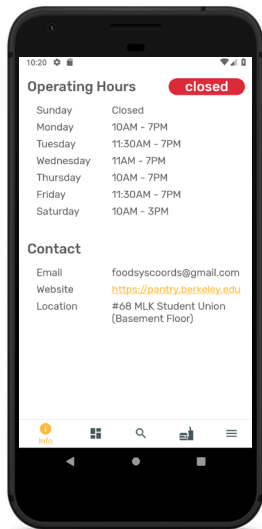 10:20
Operating Hours closed
Sunday Closed
Monday 10AM - 7PM
Tuesday 11:30AM - 7PM
Wednesday 11AM - 7PM
Thursday 10AM - 7PM
Friday 11:30AM - 7PM
Saturday 10AM - 3PM
Contact
Email foodsyscoords@gmail.com
Website https://pantry.berkeley.edu
Location #68 MLK Student Union
(Basement Floor)
Info